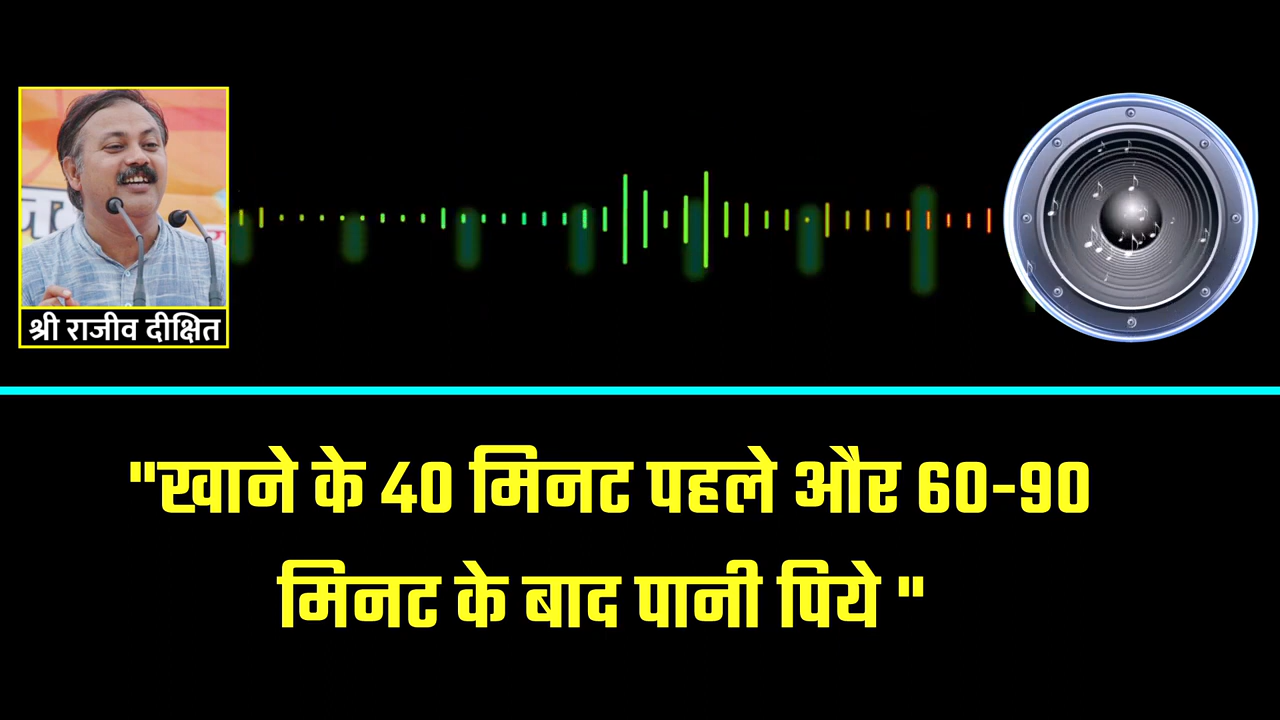 श्री राजीव दीक्षित
"खाने के 40 मिनट पहले और 60-90
मिनट के बाद पानी पिये "